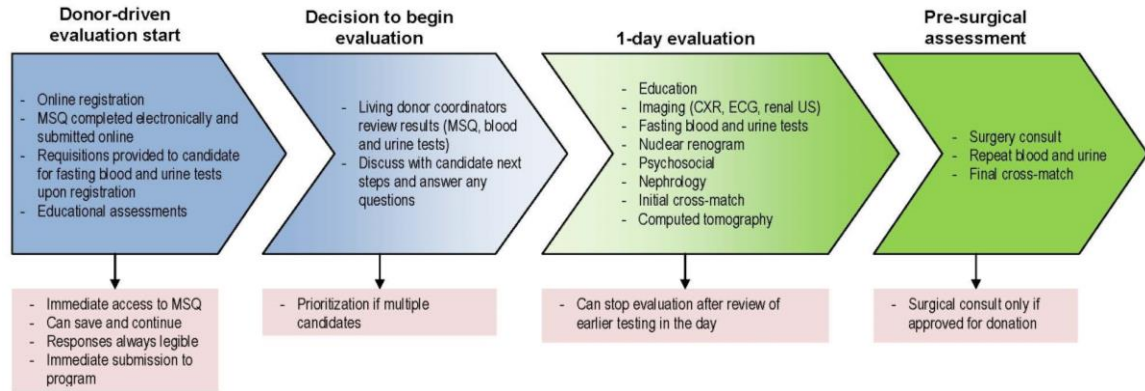 Donor-driven
evaluation start
- Online registration
- MSQ completed electronically and
submitted online
- Requisitions provided to candidate
for fasting blood and urine tests
upon registration
- Educational assessments
- Immediate access to MSQ
- Can save and continue
- Responses always legible
- Immediate submission to
program
Decision to begin
evaluation
- Living donor coordinators
review results (MSQ, blood
and urine tests)
- Discuss with candidate next
steps and answer any
questions
- Prioritization if multiple
candidates
1-day evaluation
- Education
- Imaging (CXR, ECG, renal US)
- Fasting blood and urine tests
- Nuclear renogram
- Psychosocial
- Nephrology
- Initial cross-match
- Computed tomography
- Can stop evaluation after review of
earlier testing in the day
Pre-surgical
assessment
- Surgery consult
- Repeat blood and urine
- Final cross-match
- Surgical consult only if
approved for donation